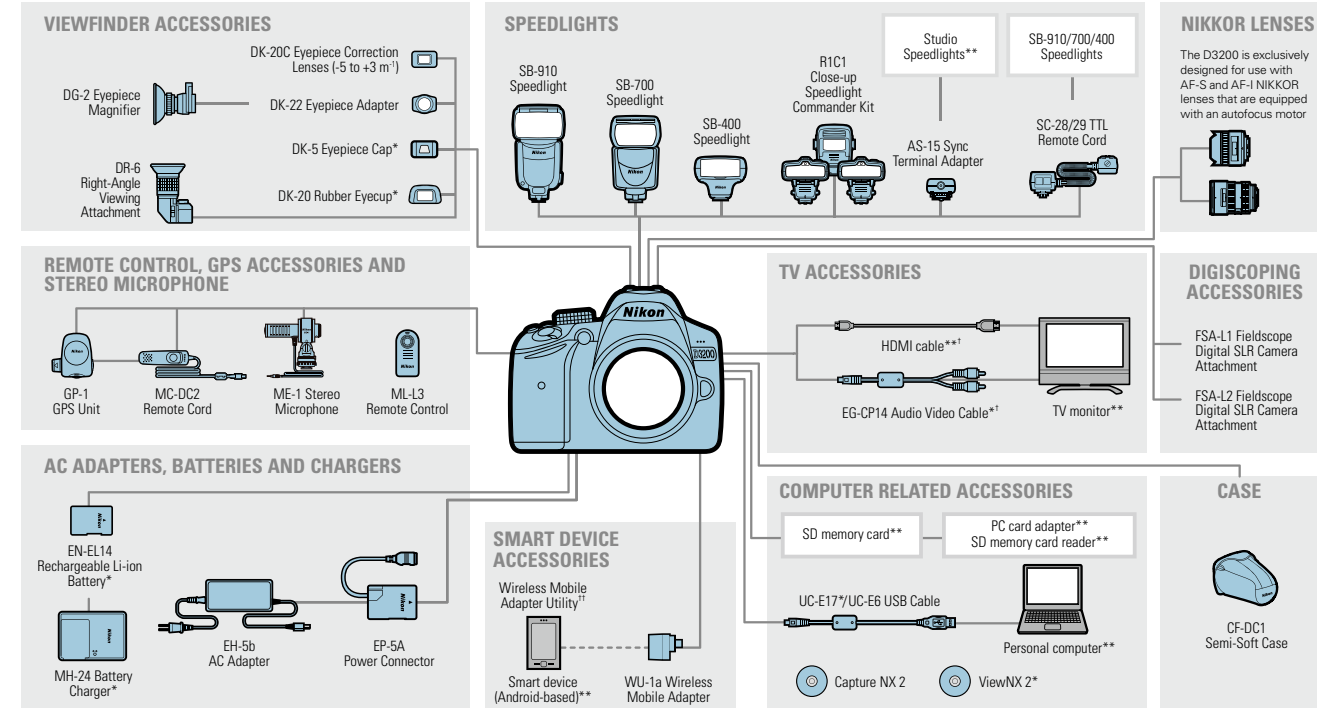 VIEWFINDER ACCESSORIES
DK-20C Eyepiece Correction
Lenses (-5 to +3 m⁻¹)
DG-2 Eyepiece
Magnifier
DK-22 Eyepiece Adapter
DK-5 Eyepiece Cap*
DR-6
Right-Angle
Viewing
Attachment
DK-20 Rubber Eyecup*
SPEEDLIGHTS
SB-910
Speedlight
SB-700
Speedlight
SB-400
Speedlight
R1C1
Close-up
Speedlight
Commander Kit
Studio
Speedlights**
AS-15 Sync
Terminal Adapter
SB-910/700/400
Speedlights
SC-28/29 TTL
Remote Cord
Nikon
Nikon
Nikon
NIKKOR LENSES
The D3200 is exclusively
designed for use with
AF-S and AF-I NIKKOR
lenses that are equipped
with an autofocus motor
REMOTE CONTROL, GPS ACCESSORIES AND
STEREO MICROPHONE
Nikon
Nikon
GP-1
GPS Unit
MC-DC2
Remote Cord
ME-1 Stereo
Microphone
ML-L3
Remote Control
Nikon
D3200
TV ACCESSORIES
HDMI cable**†
EG-CP14 Audio Video Cable*†
TV monitor**
DIGISCOPING
ACCESSORIES
FSA-L1 Fieldscope
Digital SLR Camera
Attachment
FSA-L2 Fieldscope
Digital SLR Camera
Attachment
AC ADAPTERS, BATTERIES AND CHARGERS
Nikon
EN-EL14
Rechargeable Li-ion
Battery*
Nikon
MH-24 Battery
Charger*
EH-5b
AC Adapter
Nikon
EP-5A
Power Connector
SMART DEVICE
ACCESSORIES
Wireless Mobile
Adapter Utility††
Smart device
(Android-based)**
WU-1a Wireless
Mobile Adapter
COMPUTER RELATED ACCESSORIES
SD memory card**
PC card adapter**
SD memory card reader**
UC-E17*/UC-E6 USB Cable
Personal computer**
Capture NX 2
ViewNX 2*
CASE
Nikon
CF-DC1
Semi-Soft Case